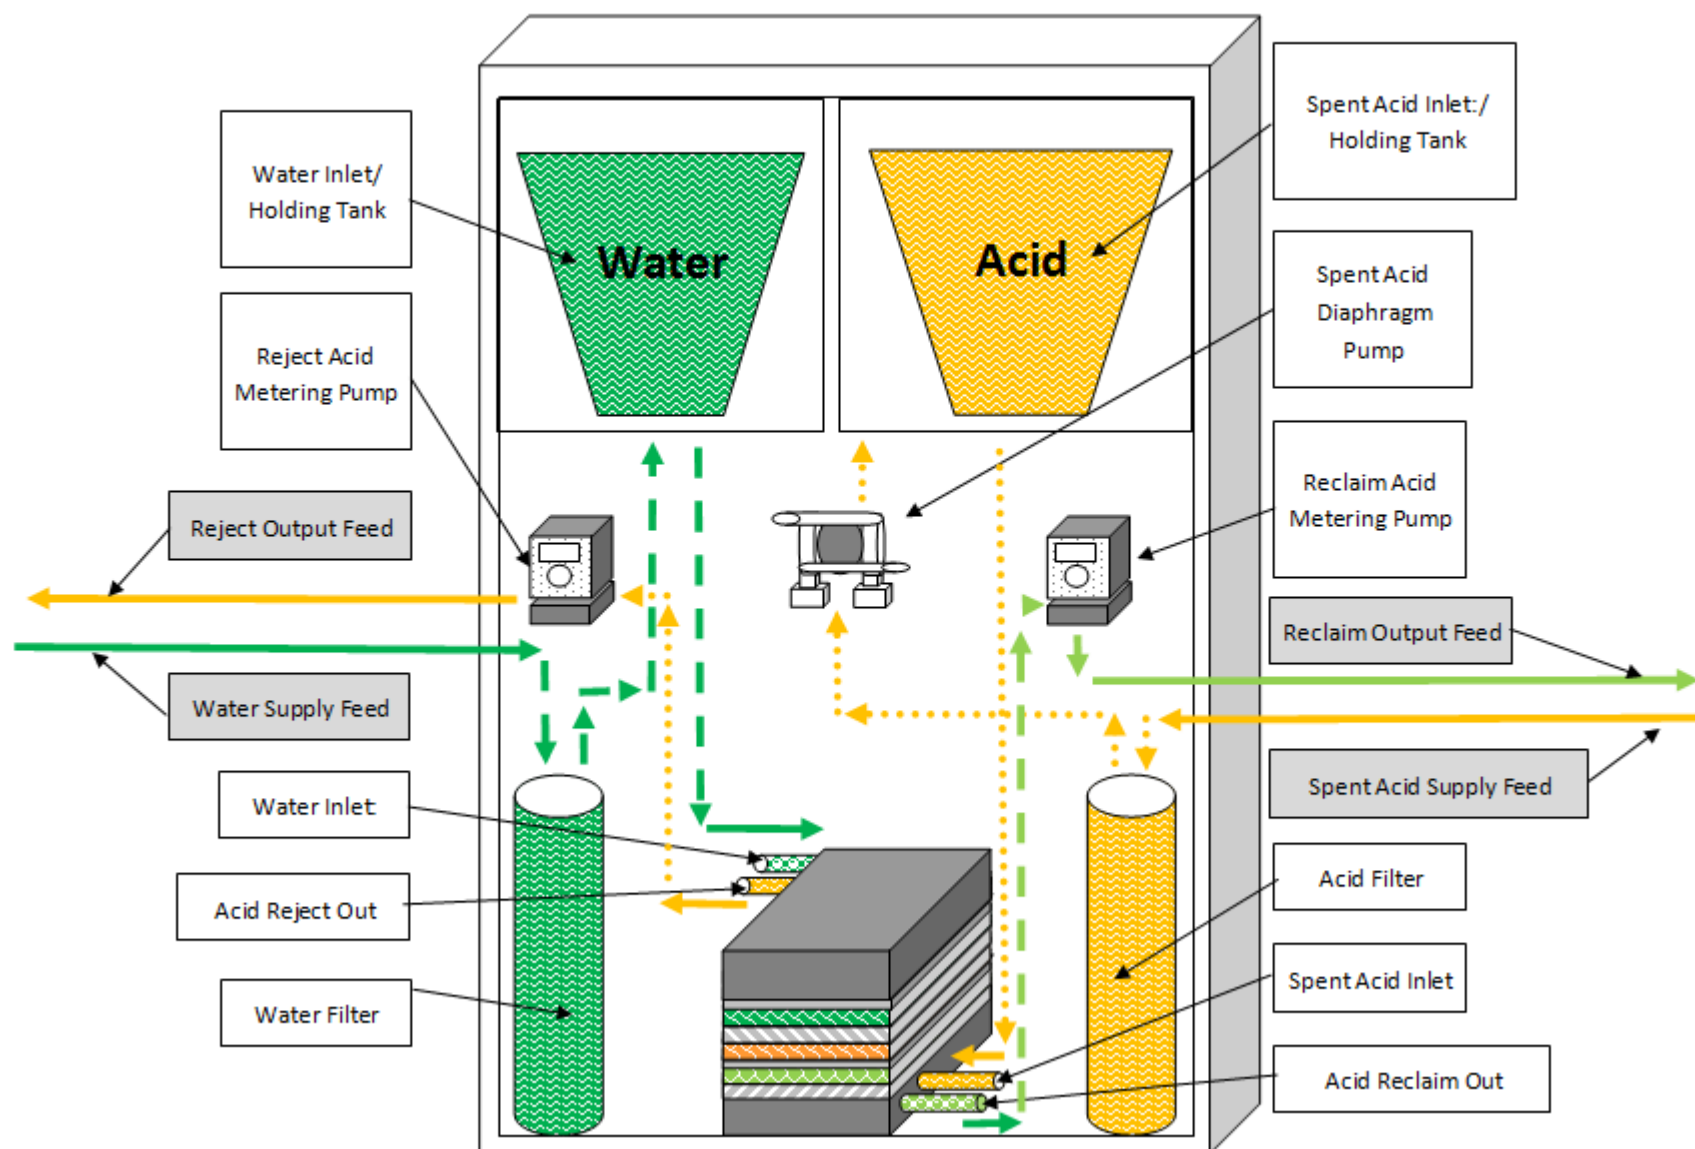 Water Inlet/
Holding Tank
Reject Acid
Metering Pump
Reject Output Feed
Water Supply Feed
Water Inlet:
Acid Reject Out
Water Filter
Water
Acid
Spent Acid Inlet:/
Holding Tank
Spent Acid
Diaphragm
Pump
Reclaim Acid
Metering Pump
Reclaim Output Feed
Spent Acid Supply Feed
Acid Filter
Spent Acid Inlet
Acid Reclaim Out